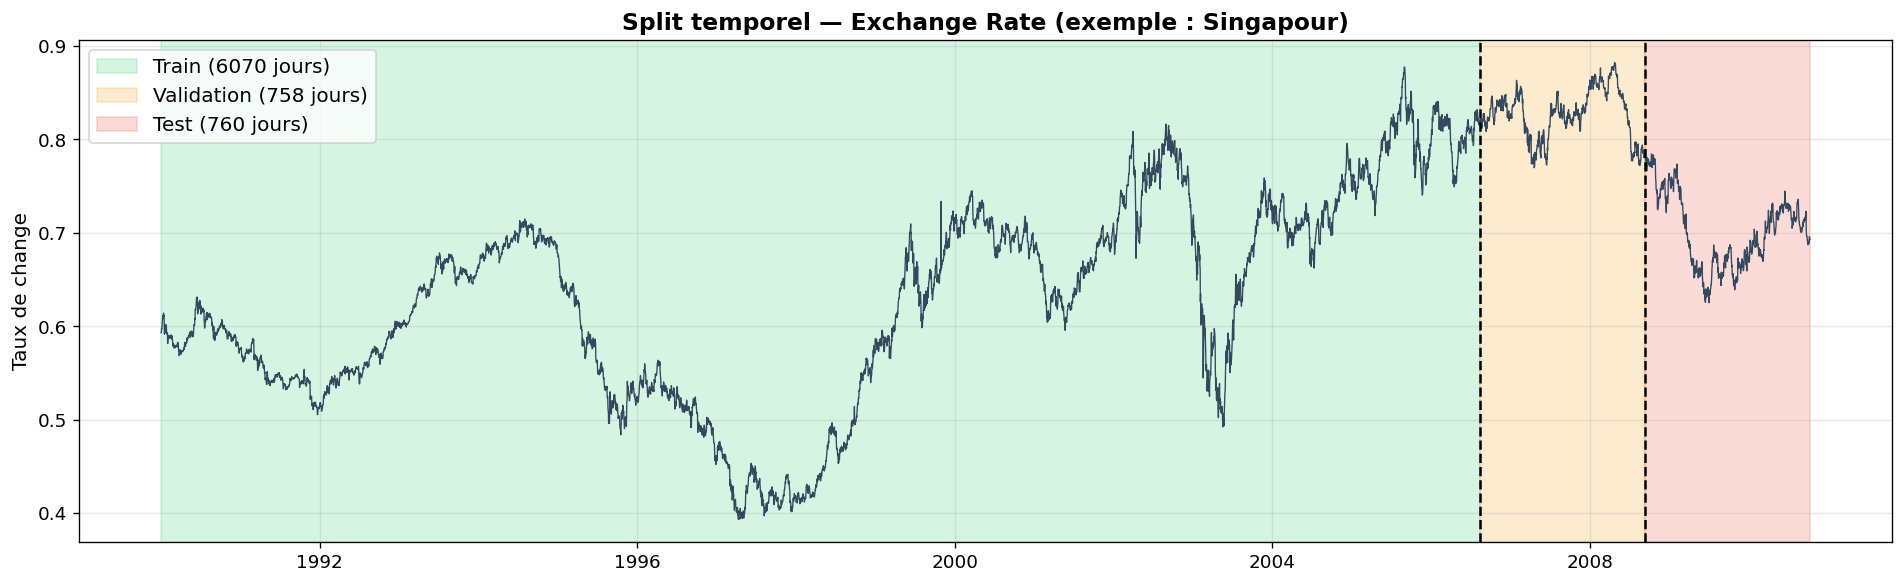 Split temporel — Exchange Rate (exemple : Singapour)
Train (6070 jours)
Validation (758 jours)
Test (760 jours)
Taux de change
0.9
0.8
0.7
0.6
0.5
0.4
1992
1996
2000
2004
2008